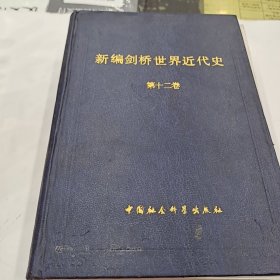 新编剑桥世界近代史
第十二卷
中国社会科学出版社